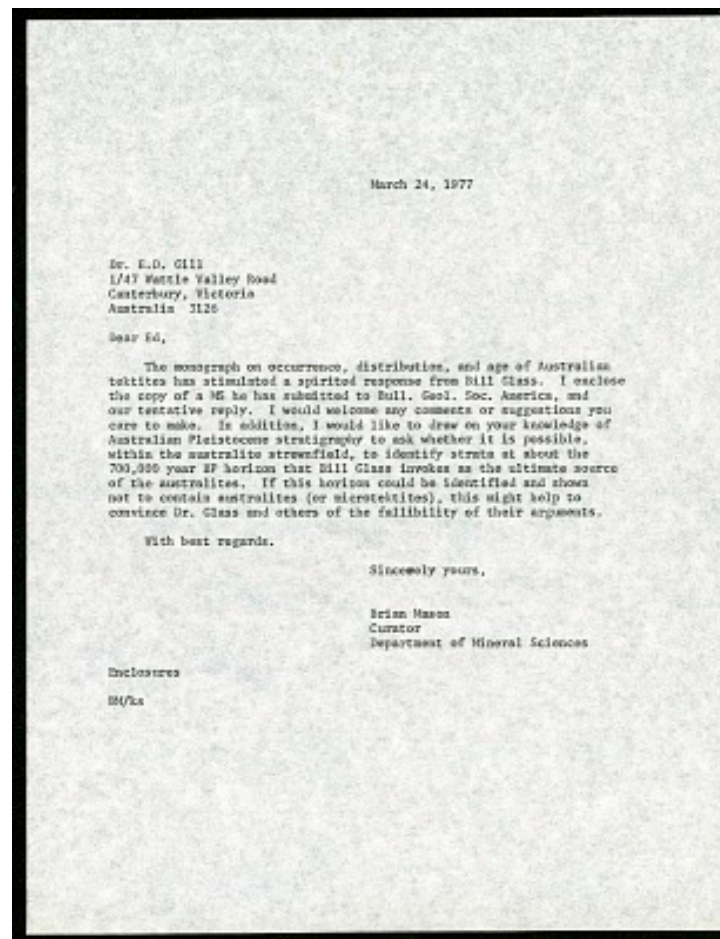 March 24, 1977
Dr. E.D. Gill
1/47 Wattle Valley Road
Canterbury, Victoria
Australia 3126
Dear Ed,
The monograph on occurrence, distribution, and age of Australian
tektites has stimulated a spirited response from Bill Glass. I enclose
the copy of a MS he has submitted to Bull. Geol. Soc. America, and
our tentative reply. I would welcome any comments or suggestions you
care to make. In addition, I would like to draw on your knowledge of
Australian Pleistocene stratigraphy to ask whether it is possible,
within the australite strewnfield, to identify strata at about the
700,000 year BP horizon that Bill Glass invokes as the ultimate source
of the australites. If this horizon could be identified and shown
not to contain australites (or microtektites), this might help to
convince Dr. Glass and others of the fallibility of their arguments.
With best regards.
Sincerely yours,
Brian Mason
Curator
Department of Mineral Sciences
Enclosures
BM/ks